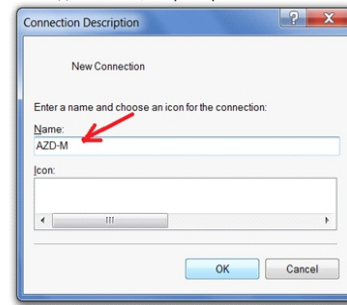 Connection Description
New Connection
Enter a name and choose an icon for the connection:
Name:
AZD-M
Icon:
OK Cancel